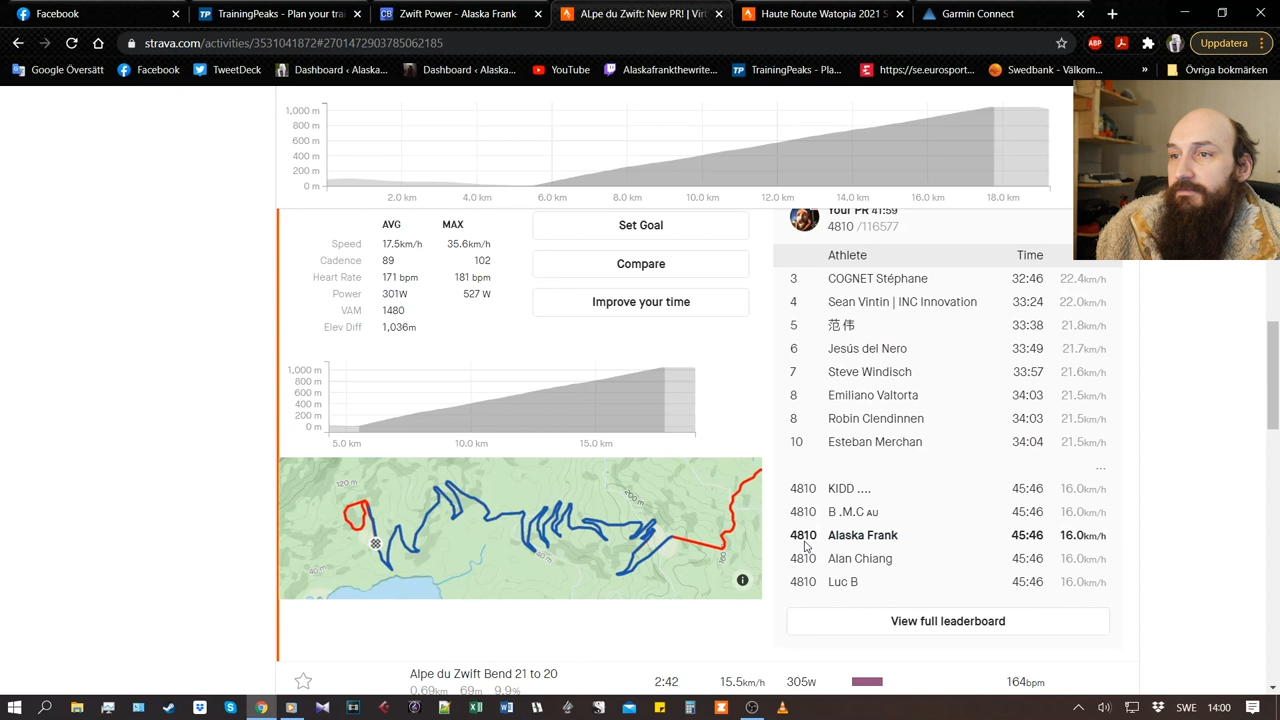 Facebook
TrainingPeaks - Plan your trai
Zwift Power - Alaska Frank
ALpe du Zwift: New PR! | Virt
Haute Route Watopia 2021 S
Garmin Connect
strava.com/activities/3531041872#2701472903785062185
ABP
Uppdatera
Google Översätt
Facebook
TweetDeck
Dashboard ‹ Alaska...
Dashboard ‹ Alaska...
YouTube
Alaskafrankthewrite...
TrainingPeaks - Pla...
https://se.eurosport...
Swedbank - Välkom...
»
Övriga bokmärken
1,000 m
800 m
600 m
400 m
200 m
0 m
2.0 km 4.0 km 6.0 km 8.0 km 10.0 km 12.0 km 14.0 km 16.0 km 18.0 km
AVG MAX
Speed 17.5km/h 35.6km/h
Cadence 89 102
Heart Rate 171 bpm 181 bpm
Power 301W 527 W
VAM 1480
Elev Diff 1,036m
Set Goal
Compare
Improve your time
1,000 m
800 m
600 m
400 m
200 m
0 m
5.0 km 10.0 km 15.0 km
120 m
40 m
Your PR 41:59
4810 /116577
Athlete Time
3 COGNET Stéphane 32:46 22.4km/h
4 Sean Vintin | INC Innovation 33:24 22.0km/h
5 范 伟 33:38 21.8km/h
6 Jesús del Nero 33:49 21.7km/h
7 Steve Windisch 33:57 21.6km/h
8 Emiliano Valtorta 34:03 21.5km/h
8 Robin Clendinnen 34:03 21.5km/h
10 Esteban Merchan 34:04 21.5km/h
...
4810 KIDD .... 45:46 16.0km/h
4810 B .M.C AU 45:46 16.0km/h
4810 Alaska Frank 45:46 16.0km/h
4810 Alan Chiang 45:46 16.0km/h
4810 Luc B 45:46 16.0km/h
View full leaderboard
Alpe du Zwift Bend 21 to 20
0.69km 69m 9.9%
2:42 15.5km/h 305W 164bpm
SWE 14:00